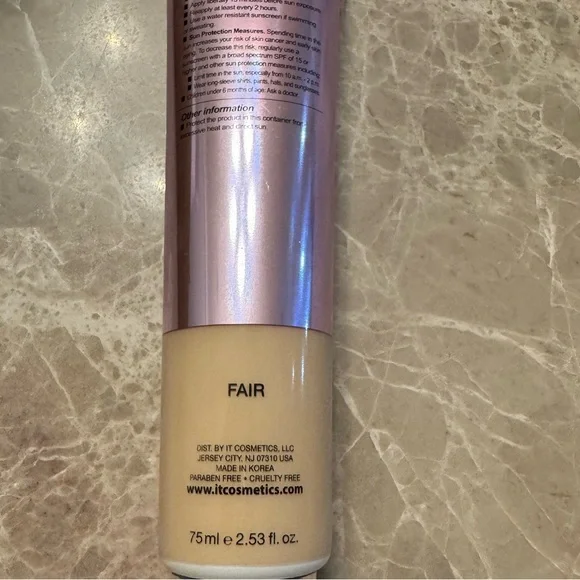 Apply liberally 15 minutes before sun exposure
Reapply at least every 2 hours
Use a water resistant sunscreen if swimming
or sweating.
■ Sun Protection Measures. Spending time in the
sun increases your risk of skin cancer and early skin
aging. To decrease this risk, regularly use a
sunscreen with a broad spectrum SPF of 15 or
higher and other sun protection measures including:
■ Limit time in the sun, especially from 10 a.m. - 2 p.m.
■ Wear long-sleeve shirts, pants, hats, and sunglasses
■ Children under 6 months of age: Ask a doctor
Other information
■ Protect the product in this container from
excessive heat and direct sun.
FAIR
DIST. BY IT COSMETICS, LLC
JERSEY CITY, NJ 07310 USA
MADE IN KOREA
PARABEN FREE • CRUELTY FREE
www.itcosmetics.com
75ml e 2.53 fl. oz.